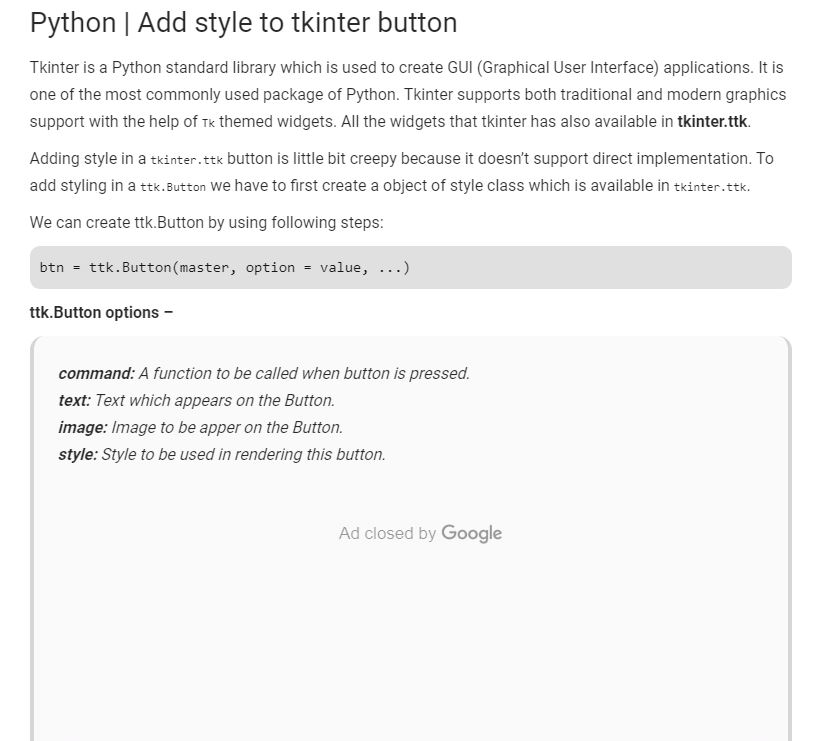 Python | Add style to tkinter button
Tkinter is a Python standard library which is used to create GUI (Graphical User Interface) applications. It is
one of the most commonly used package of Python. Tkinter supports both traditional and modern graphics
support with the help of Tk themed widgets. All the widgets that tkinter has also available in tkinter.ttk.
Adding style in a tkinter.ttk button is little bit creepy because it doesn’t support direct implementation. To
add styling in a ttk.Button we have to first create a object of style class which is available in tkinter.ttk.
We can create ttk.Button by using following steps:
btn = ttk.Button(master, option = value, ...)
ttk.Button options –
command: A function to be called when button is pressed.
text: Text which appears on the Button.
image: Image to be apper on the Button.
style: Style to be used in rendering this button.
Ad closed by Google